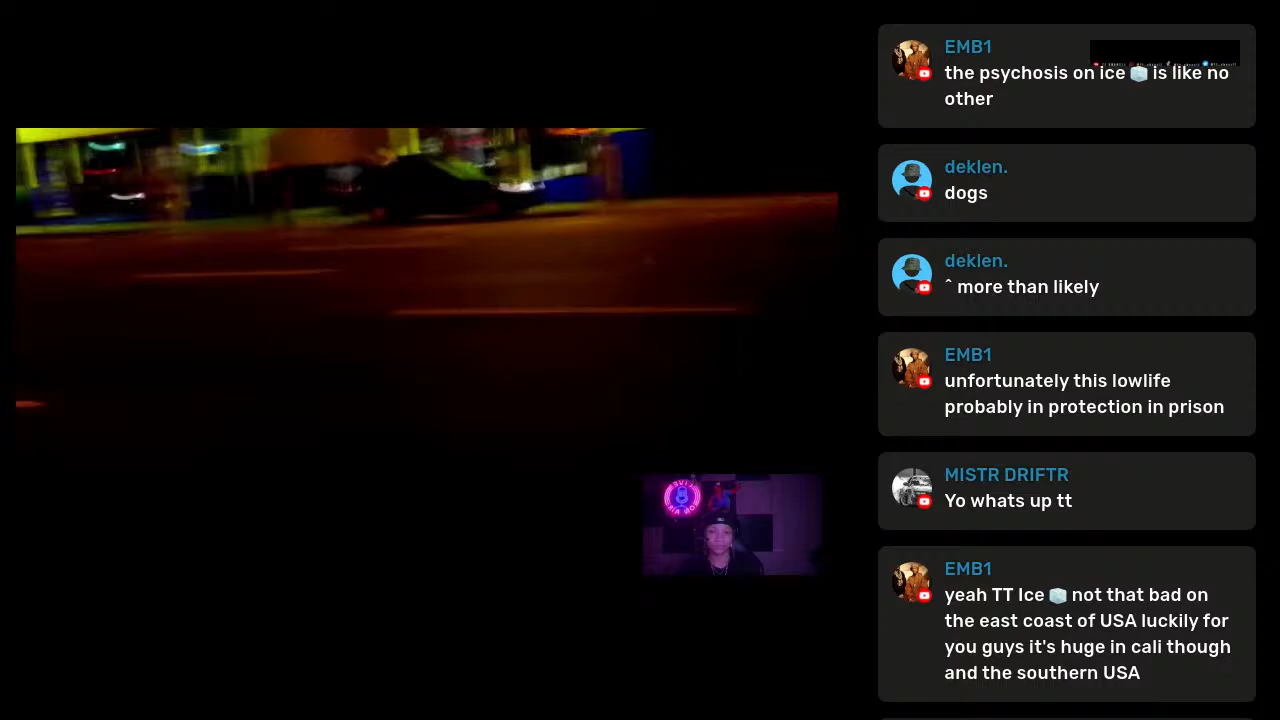 EMB1
the psychosis on ice 🧊 is like no
other
deklen.
dogs
deklen.
^ more than likely
EMB1
unfortunately this lowlife
probably in protection in prison
MISTR DRIFTR
Yo whats up tt
EMB1
yeah TT Ice 🧊 not that bad on
the east coast of USA luckily for
you guys it's huge in cali though
and the southern USA